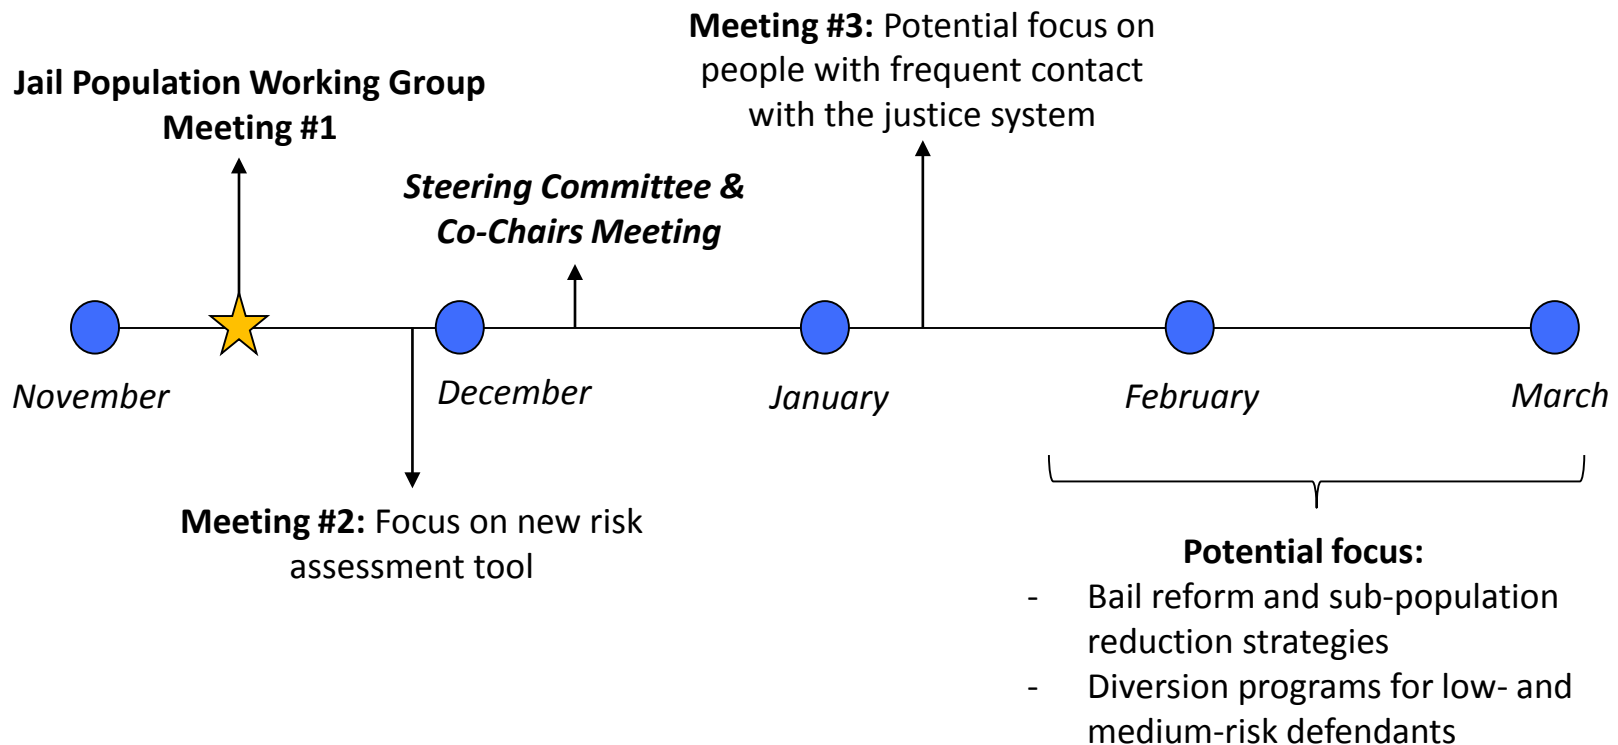 Meeting #3: Potential focus on
people with frequent contact
with the justice system
Jail Population Working Group
Meeting #1
Steering Committee &
Co-Chairs Meeting
November
December
January
February
March
Meeting #2: Focus on new risk
assessment tool
Potential focus:
- Bail reform and sub-population
reduction strategies
- Diversion programs for low- and
medium-risk defendants